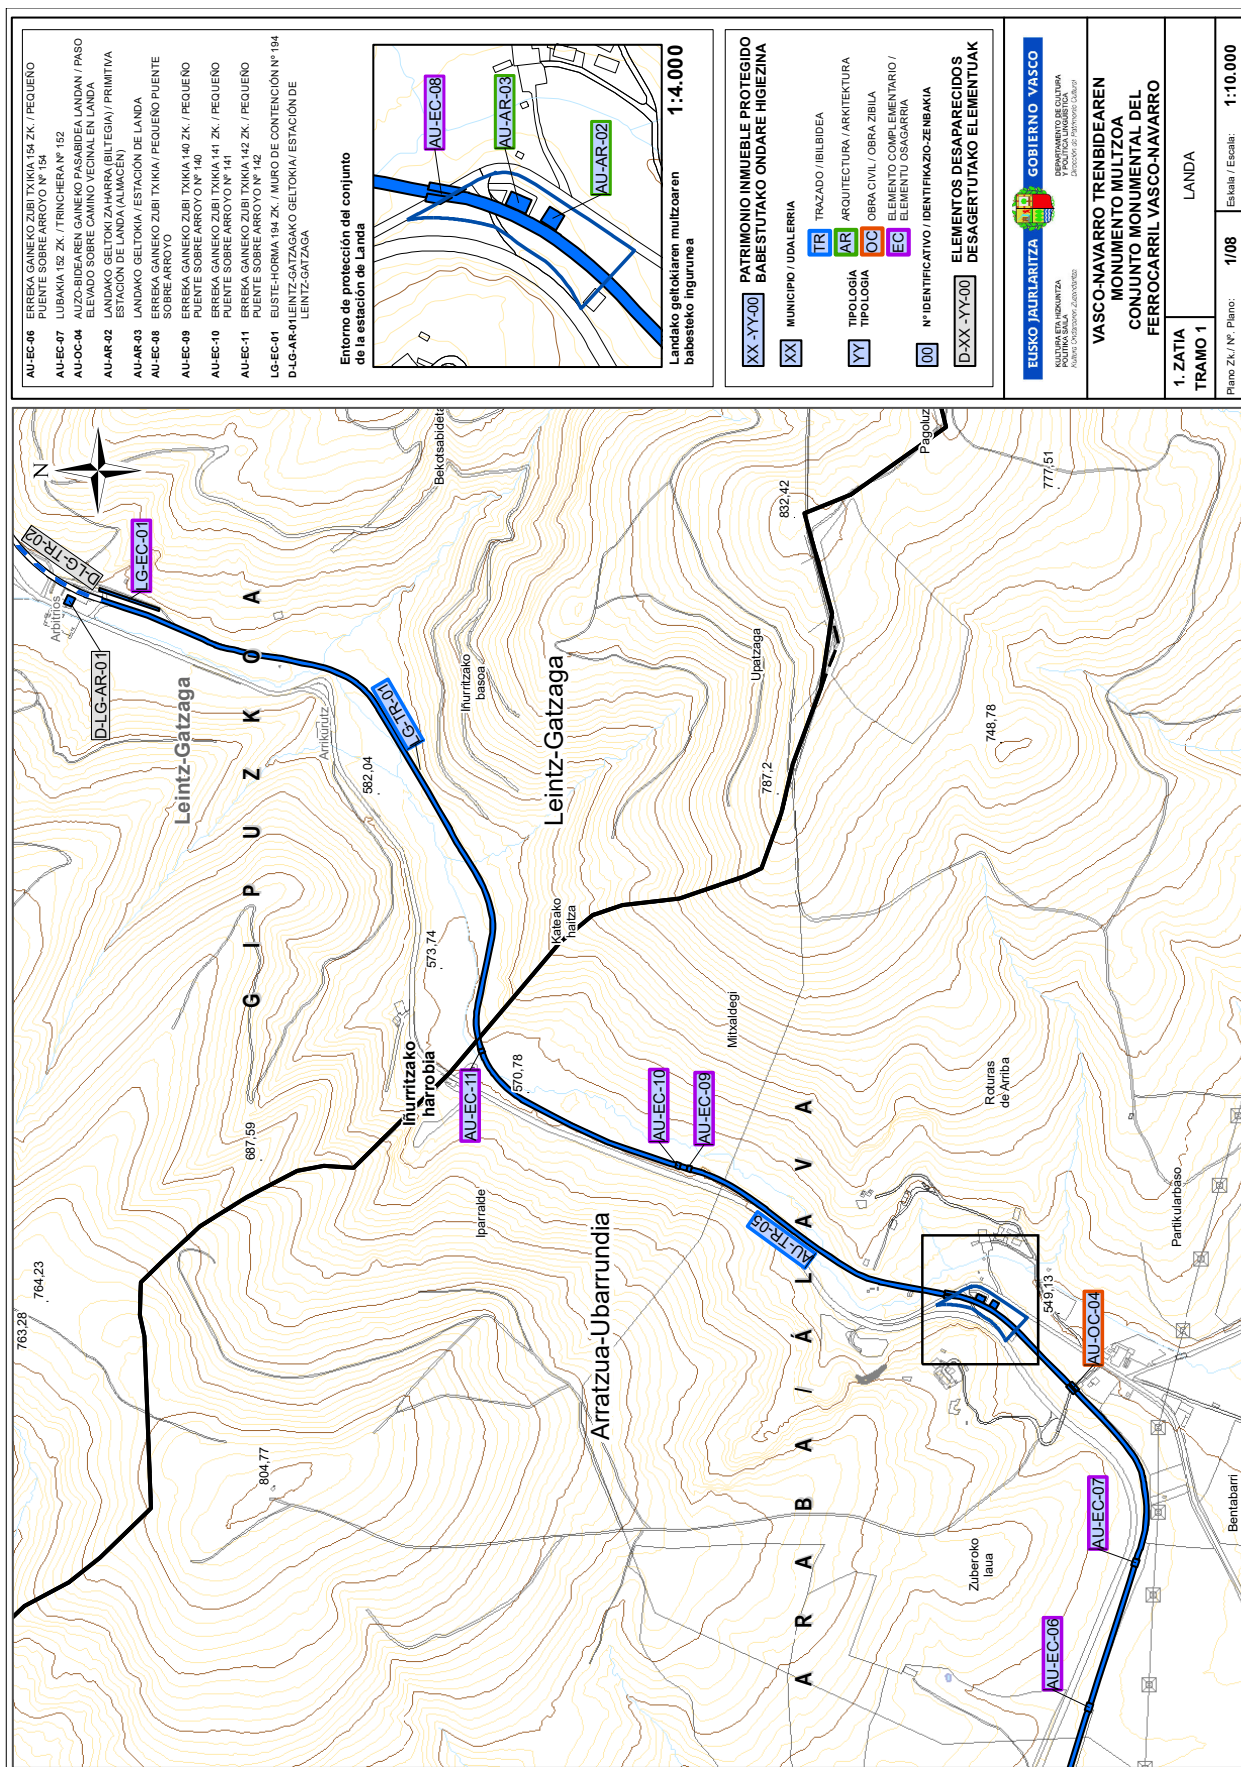 AU-EC-06 ERREKA GAINEKO ZUBI TXIKIA 154 ZK. / PEQUEÑO
PUENTE SOBRE ARROYO Nº 154
AU-EC-07 LUBAKIA 152 ZK. / TRINCHERA Nº 152
AU-OC-04 AUZO-BIDEAREN GAINEKO PASABIDEA LANDAN / PASO
ELEVADO SOBRE CAMINO VECINAL EN LANDA
AU-AR-02 LANDAKO GELTOKI ZAHARRA (BILTEGIA) / PRIMITIVA
ESTACIÓN DE LANDA (ALMACÉN)
AU-AR-03 LANDAKO GELTOKIA / ESTACIÓN DE LANDA
AU-EC-08 ERREKA GAINEKO ZUBI TXIKIA / PEQUEÑO PUENTE
SOBRE ARROYO
AU-EC-09 ERREKA GAINEKO ZUBI TXIKIA 140 ZK. / PEQUEÑO
PUENTE SOBRE ARROYO Nº 140
AU-EC-10 ERREKA GAINEKO ZUBI TXIKIA 141 ZK. / PEQUEÑO
PUENTE SOBRE ARROYO Nº 141
AU-EC-11 ERREKA GAINEKO ZUBI TXIKIA 142 ZK. / PEQUEÑO
PUENTE SOBRE ARROYO Nº 142
LG-EC-01 EUSTE-HORMA 194 ZK. / MURO DE CONTENCIÓN Nº 194
D-LG-AR-01 LEINTZ-GATZAGAKO GELTOKIA / ESTACIÓN DE
LEINTZ-GATZAGA
Entorno de protección del conjunto
de la estación de Landa
AU-EC-08
AU-AR-03
AU-AR-02
Landako geltokiaren multzoaren
babesteko ingurunea
1:4.000
XX -YY-00
PATRIMONIO INMUEBLE PROTEGIDO
BABESTUTAKO ONDARE HIGIEZINA
XX
MUNICIPIO / UDALERRIA
YY
TIPOLOGÍA
TIPOLOGIA
TR
TRAZADO / IBILBIDEA
AR
ARQUITECTURA / ARKITEKTURA
OC
OBRA CIVIL / OBRA ZIBILA
EC
ELEMENTO COMPLEMENTARIO /
ELEMENTU OSAGARRIA
00
Nº IDENTIFICATIVO / IDENTIFIKAZIO-ZENBAKIA
D-XX -YY-00
ELEMENTOS DESAPARECIDOS
DESAGERTUTAKO ELEMENTUAK
EUSKO JAURLARITZA
GOBIERNO VASCO
KULTURA ETA HIZKUNTZA
POLITIKA SAILA
Kultura Ondarearen Zuzendaritza
DEPARTAMENTO DE CULTURA
Y POLÍTICA LINGÜÍSTICA
Dirección de Patrimonio Cultural
VASCO-NAVARRO TRENBIDEAREN
MONUMENTO MULTZOA
CONJUNTO MONUMENTAL DEL
FERROCARRIL VASCO-NAVARRO
1. ZATIA
TRAMO 1
LANDA
Plano Zk./ Nº. Plano: 1/08
Eskala / Escala: 1:10.000
N
D-LG-TR-02
LG-EC-01
Arbitrios
D-LG-AR-01
Bekotsabideta
Leintz-Gatzaga
GIPUZKOA
Arrikurutz
LG-TR-01
Iñurritzako
basoa
582,04
Leintz-Gatzaga
832,42
Pagoluz
777,51
Upatzaga
748,78
787,2
573,74
Kateako
haitza
Iñurritzako
harrobia
AU-EC-11
570,78
Mitxaldegi
687,59
AU-EC-10
AU-EC-09
Roturas
de Arriba
Iparralde
AU-TR-05
Partikularbaso
Arratzua-Ubarrundia
ARABA / ÁLAVA
764,23
763,28
549,13
AU-OC-04
804,77
AU-EC-07
Bentabarri
Zuberoko
laua
AU-EC-06